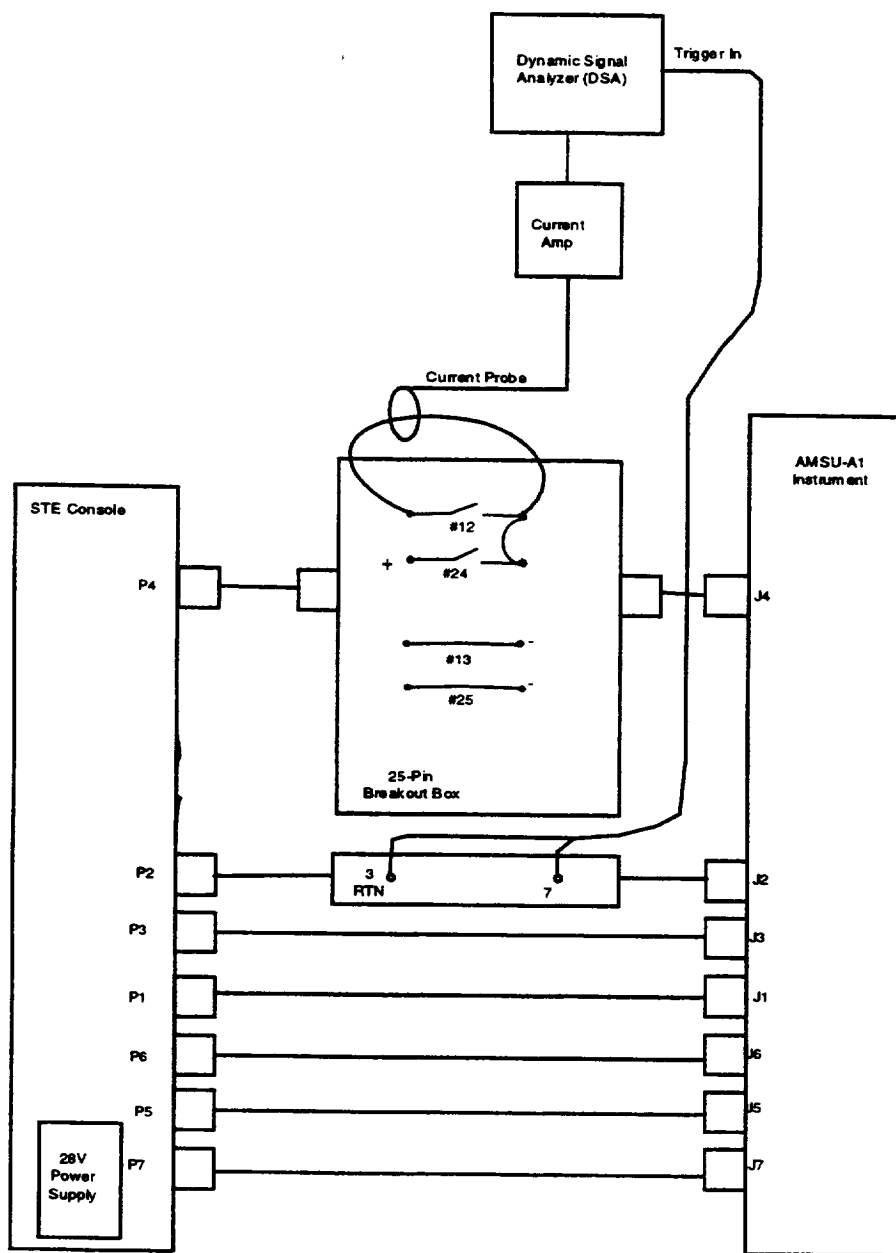 Dynamic Signal
Analyzer (DSA)
Trigger In
Current
Amp
Current Probe
AMSU-A1
Instrument
STE Console
#12
+
#24
P4
J4
-
#13
-
#25
25-Pin
Breakout Box
P2
3
RTN
7
J2
P3
J3
P1
J1
P6
J6
P5
J5
28V
Power
Supply
P7
J7